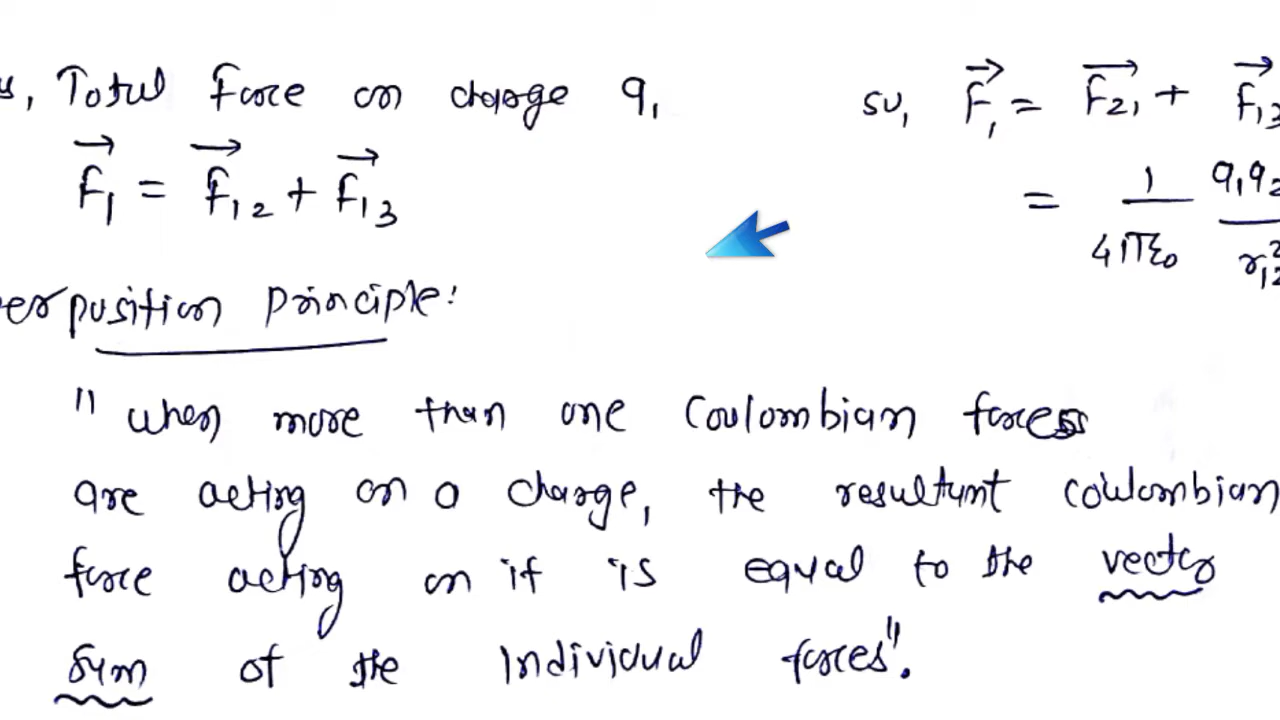 s, Total Force on charge q₁
F₁⃗ = F₁₂⃗ + F₁₃⃗
erposition principle:
"when more than one Coulombian forces
are acting on a charge, the resultant coulombian
force acting on it is equal to the vector
sum of the individual forces".
so, F₁⃗ = F₂₁⃗ + F₁₃⃗
= 1/4πε₀ q₁q₂/r₁₂²